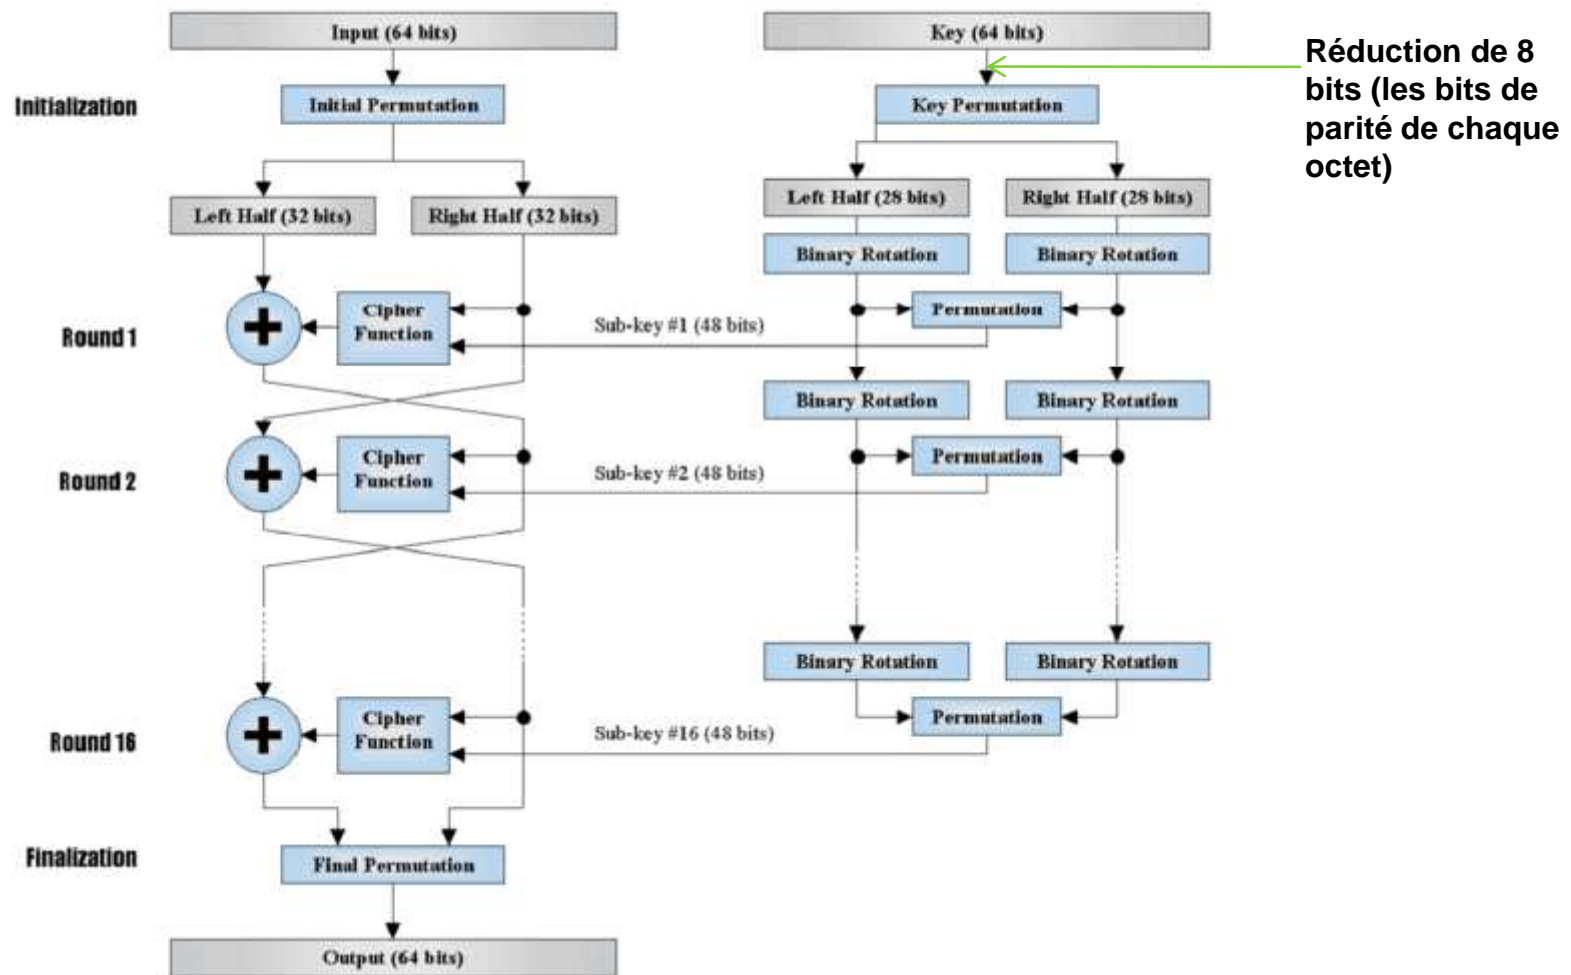 Input (64 bits)
Key (64 bits)
Réduction de 8
bits (les bits de
parité de chaque
octet)
Initialization
Initial Permutation
Key Permutation
Left Half (32 bits)
Right Half (32 bits)
Left Half (28 bits)
Right Half (28 bits)
Binary Rotation
Binary Rotation
Round 1
Cipher
Function
Sub-key #1 (48 bits)
Permutation
Binary Rotation
Binary Rotation
Round 2
Cipher
Function
Sub-key #2 (48 bits)
Permutation
Binary Rotation
Binary Rotation
Round 16
Cipher
Function
Sub-key #16 (48 bits)
Permutation
Finalization
Final Permutation
Output (64 bits)